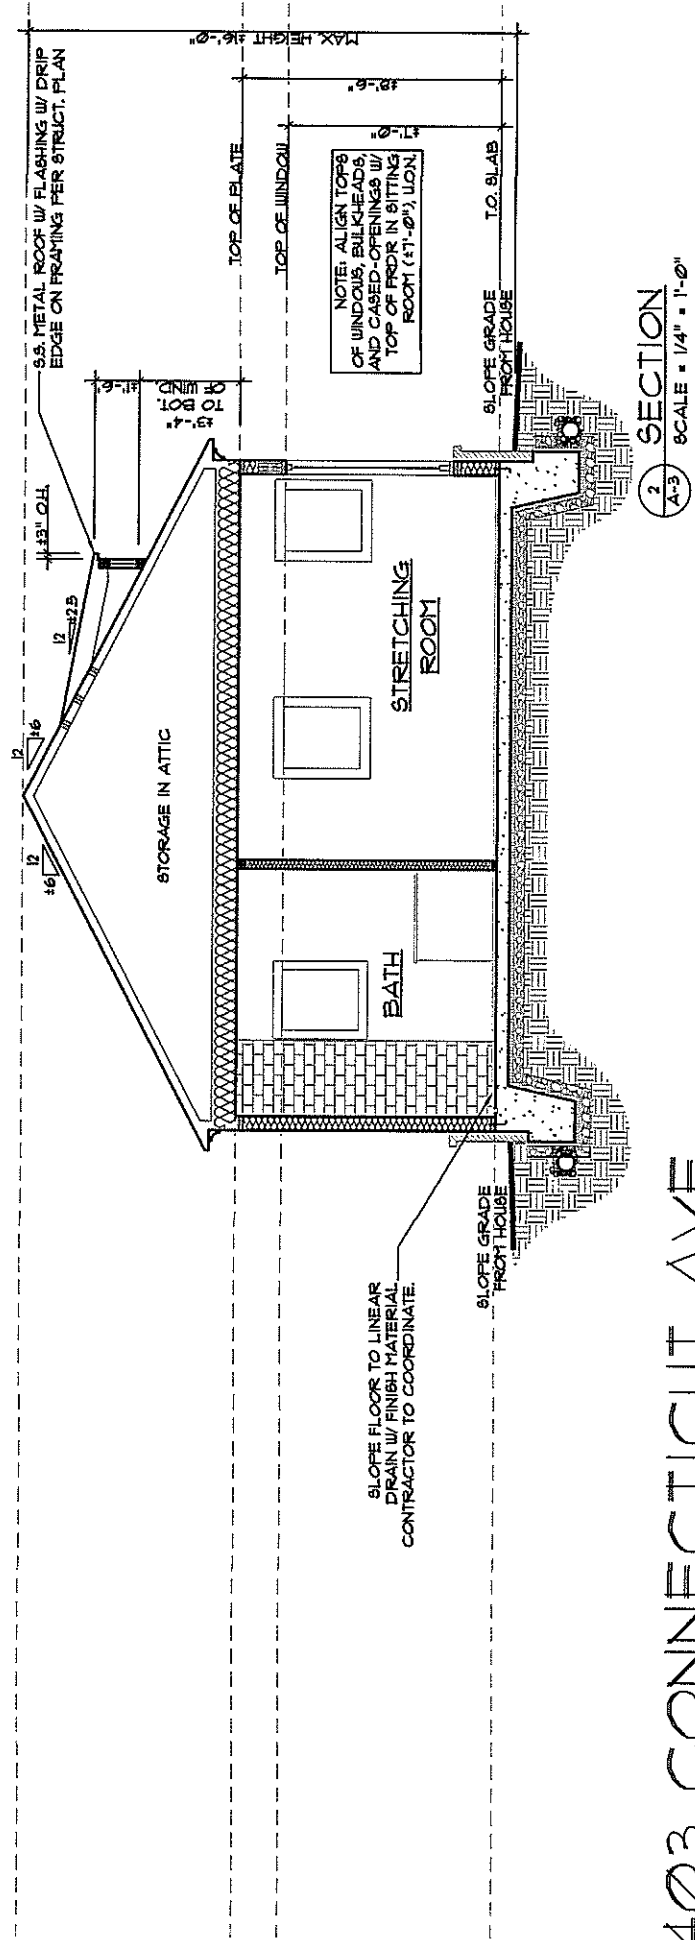 S.S. METAL ROOF W/ FLASHING W/ DRIP
EDGE ON FRAMING PER STRUCT. PLAN
±3" O.H.
12
±2.5
12
±6
12
±6
STORAGE IN ATTIC
±1'-6"
±3'-4"
TO BOT.
OF WIND.
MAX. HEIGHT ±16'-0"
±8'-6"
±7'-0"
TOP OF PLATE
TOP OF WINDOW
NOTE: ALIGN TOPS
OF WINDOWS, BULKHEADS,
AND CASED-OPENINGS W/
TOP OF FRDR IN SITTING
ROOM (±7'-0"), U.O.N.
T.O. SLAB
SLOPE GRADE
FROM HOUSE
STRETCHING
ROOM
BATH
SLOPE FLOOR TO LINEAR
DRAIN W/ FINISH MATERIAL.
CONTRACTOR TO COORDINATE.
SLOPE GRADE
FROM HOUSE
2
A-3
SECTION
SCALE = 1/4" = 1'-0"
403 CONNECTICUT AVE